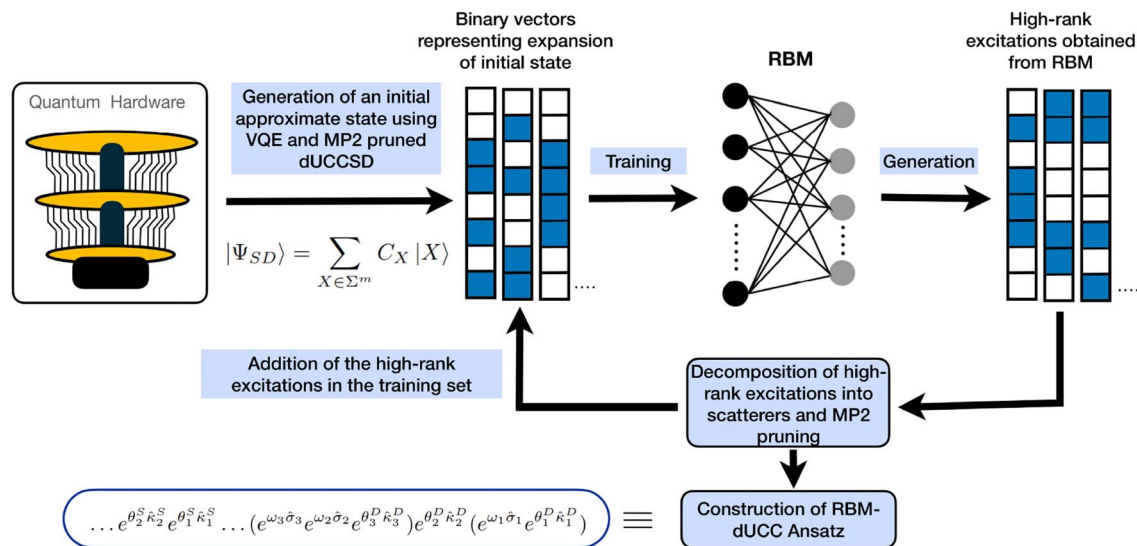 Quantum Hardware
Generation of an initial
approximate state using
VQE and MP2 pruned
dUCCSD
|Ψ_{SD}⟩ = ∑_{X∈Σ^m} C_X |X⟩
Binary vectors
representing expansion
of initial state
....
Training
RBM
Generation
High-rank
excitations obtained
from RBM
....
Addition of the high-rank
excitations in the training set
Decomposition of high-
rank excitations into
scatterers and MP2
pruning
Construction of RBM-
dUCC Ansatz
... e^{θ_2^S κ̂_2^S} e^{θ_1^S κ̂_1^S} ... (e^{ω_3 σ̂_3} e^{ω_2 σ̂_2} e^{θ_3^D κ̂_3^D}) e^{θ_2^D κ̂_2^D} (e^{ω_1 σ̂_1} e^{θ_1^D κ̂_1^D}) ≡